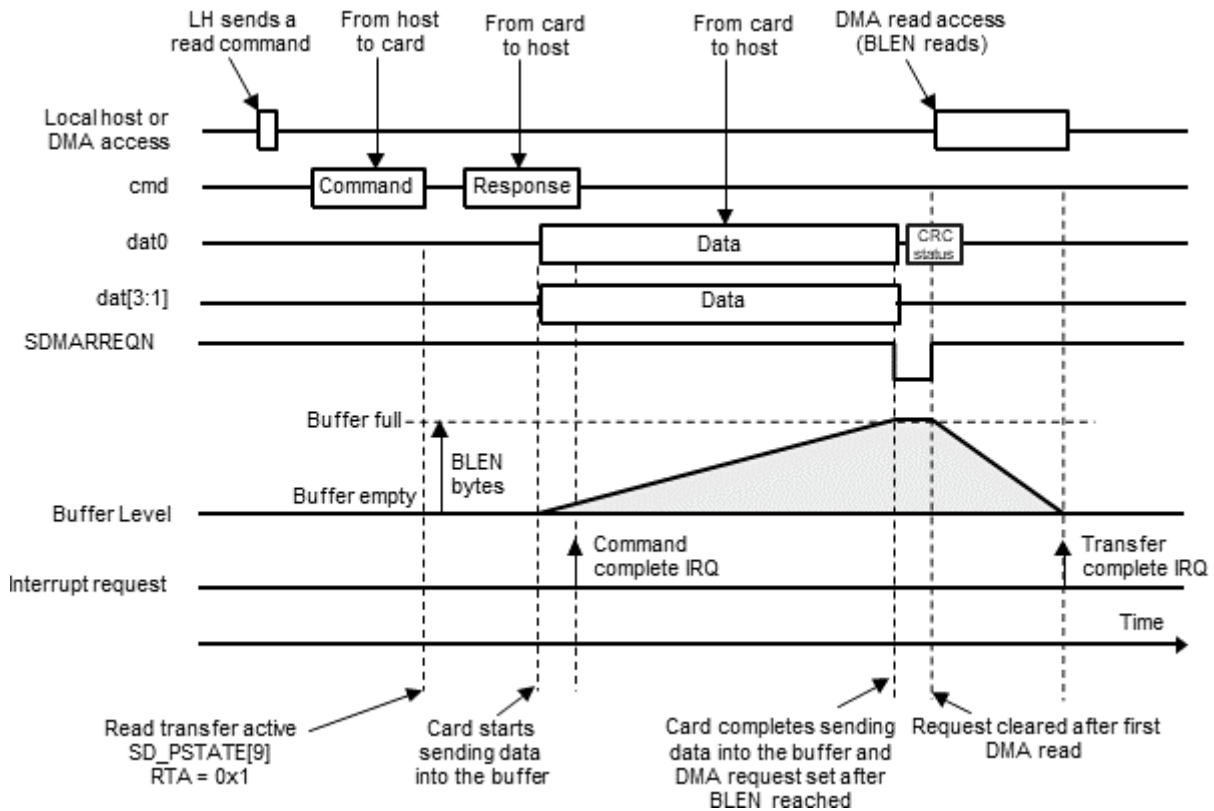 LH sends a
read command
From host
to card
From card
to host
From card
to host
DMA read access
(BLEN reads)
Local host or
DMA access
cmd
Command
Response
dat0
Data
CRC
status
dat[3:1]
Data
SDMARREQN
Buffer full
BLEN
bytes
Buffer empty
Buffer Level
Command
complete IRQ
Transfer
complete IRQ
Interrupt request
Time
Read transfer active
SD_PSTATE[9]
RTA = 0x1
Card starts
sending data
into the buffer
Card completes sending
data into the buffer and
DMA request set after
BLEN reached
Request cleared after first
DMA read